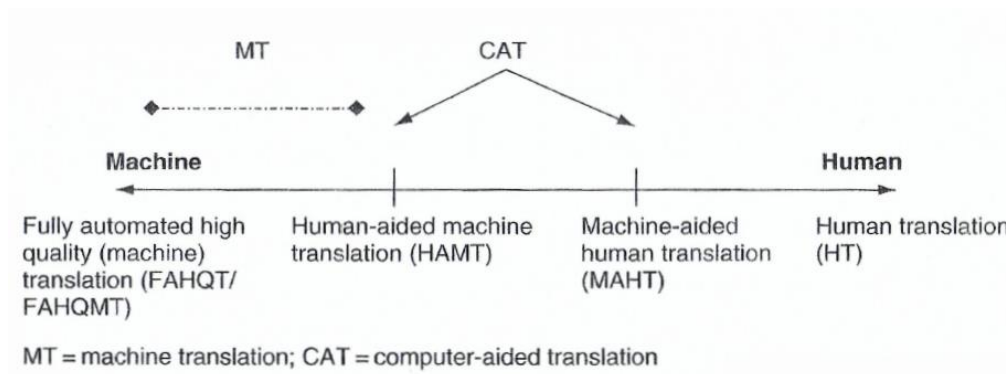 MT
CAT
Machine
Human
Fully automated high
quality (machine)
translation (FAHQT/
FAHQMT)
Human-aided machine
translation (HAMT)
Machine-aided
human translation
(MAHT)
Human translation
(HT)
MT = machine translation; CAT = computer-aided translation